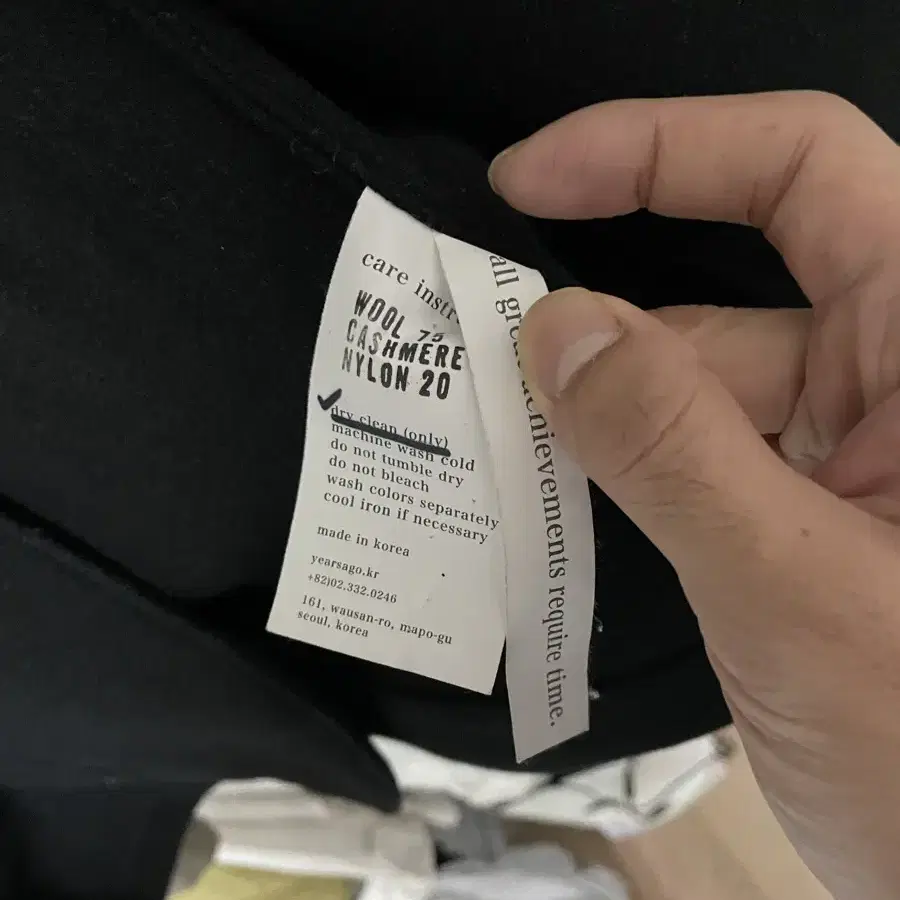 care instr
WOOL 75
CASHMERE
NYLON 20
dry clean (only)
machine wash cold
do not tumble dry
do not bleach
wash colors separately
cool iron if necessary
made in korea
yearsago.kr
+82)02.332.0246
161, wausan-ro, mapo-gu
seoul, korea
all great achievements require time.